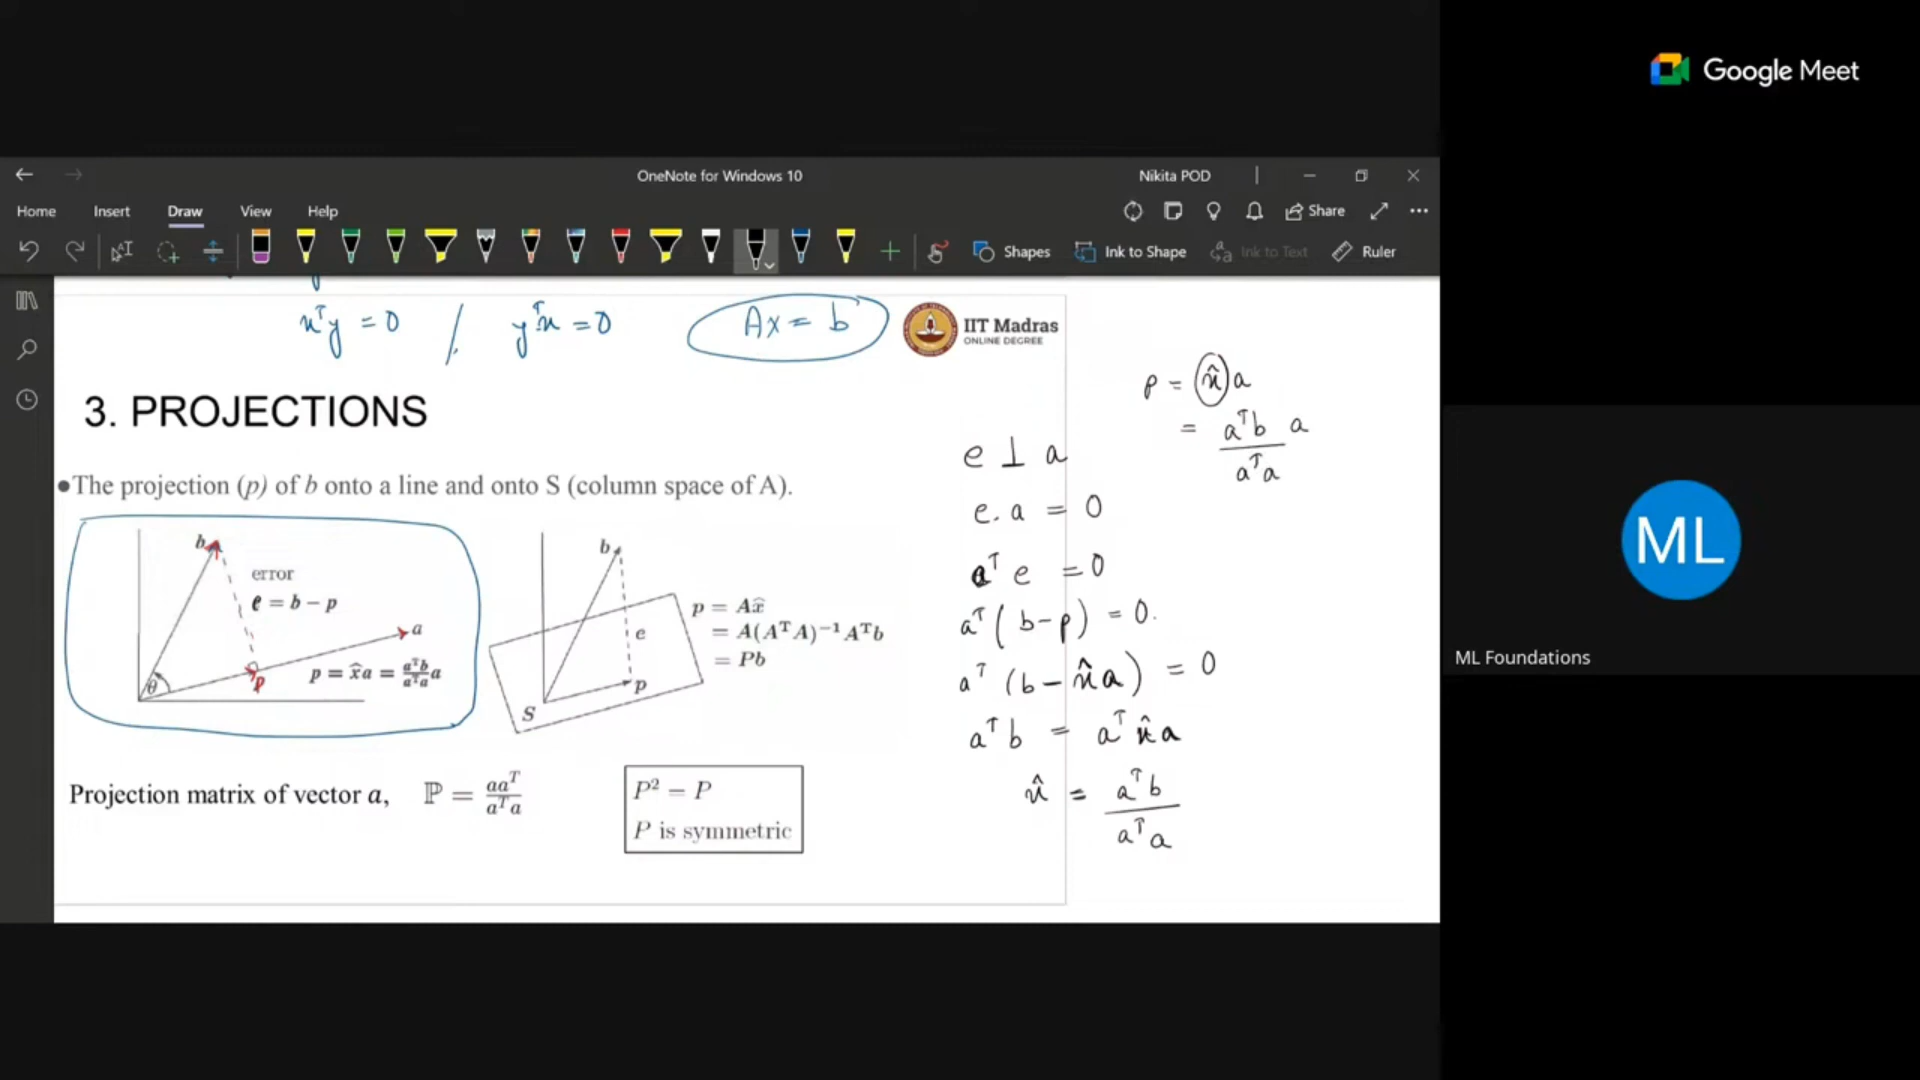 Google Meet
OneNote for Windows 10
Nikita POD
Home Insert Draw View Help
Share
Shapes Ink to Shape Ink to Text Ruler
xᵀy = 0 / yᵀx = 0
Ax = b
IIT Madras
ONLINE DEGREE
3. PROJECTIONS
•The projection (p) of b onto a line and onto S (column space of A).
b
error
e = b − p
a
θ
p
p = x̂a = aᵀb/aᵀa a
b
e
p
S
p = Ax̂
= A(AᵀA)⁻¹Aᵀb
= Pb
Projection matrix of vector a, ℙ = aaᵀ/aᵀa
P² = P
P is symmetric
e ⊥ a
e. a = 0
aᵀ e = 0
aᵀ ( b-p) = 0.
aᵀ (b - x̂a) = 0
aᵀb = aᵀ x̂a
x̂ = aᵀb/aᵀa
p = x̂ a
= aᵀb/aᵀa a
ML
ML Foundations